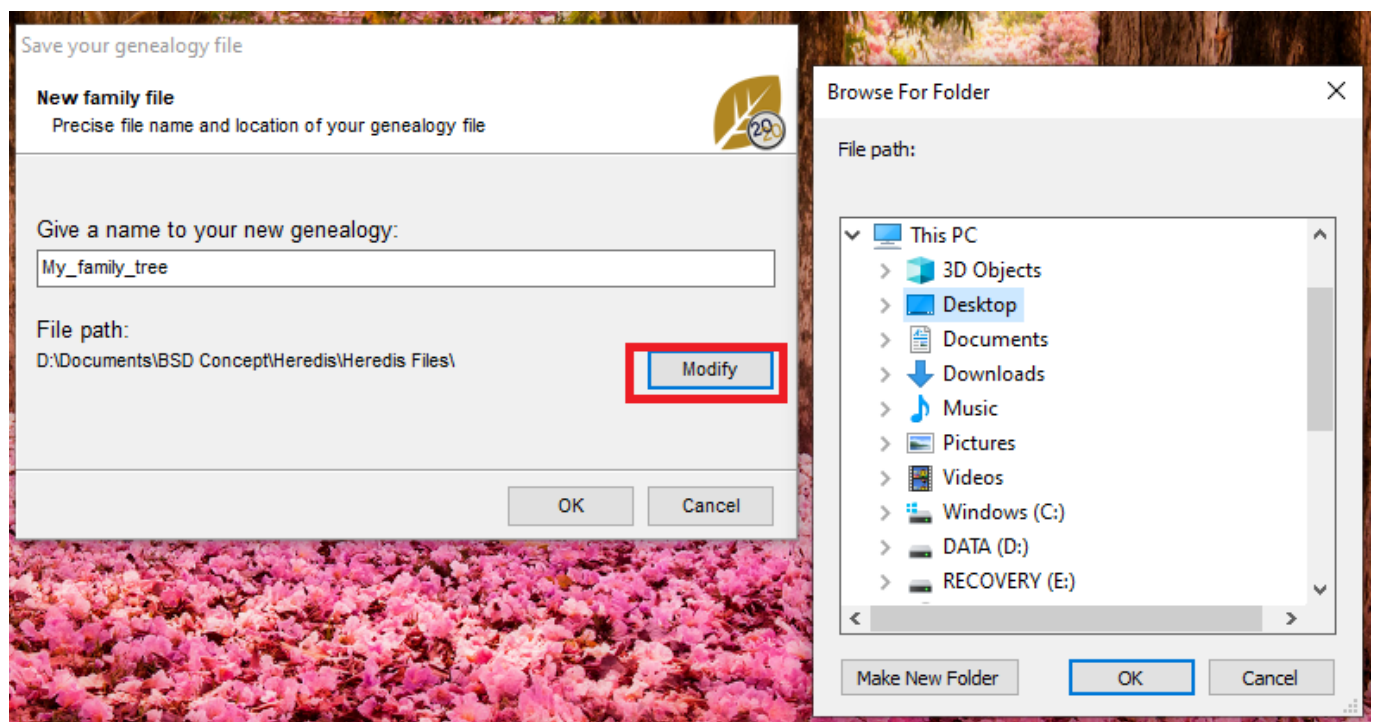 Save your genealogy file
New family file
Precise file name and location of your genealogy file
2020
Give a name to your new genealogy:
My_family_tree
File path:
D:\Documents\BSD Concept\Heredis\Heredis Files\
Modify
OK
Cancel
Browse For Folder
File path:
This PC
3D Objects
Desktop
Documents
Downloads
Music
Pictures
Videos
Windows (C:)
DATA (D:)
RECOVERY (E:)
Make New Folder
OK
Cancel